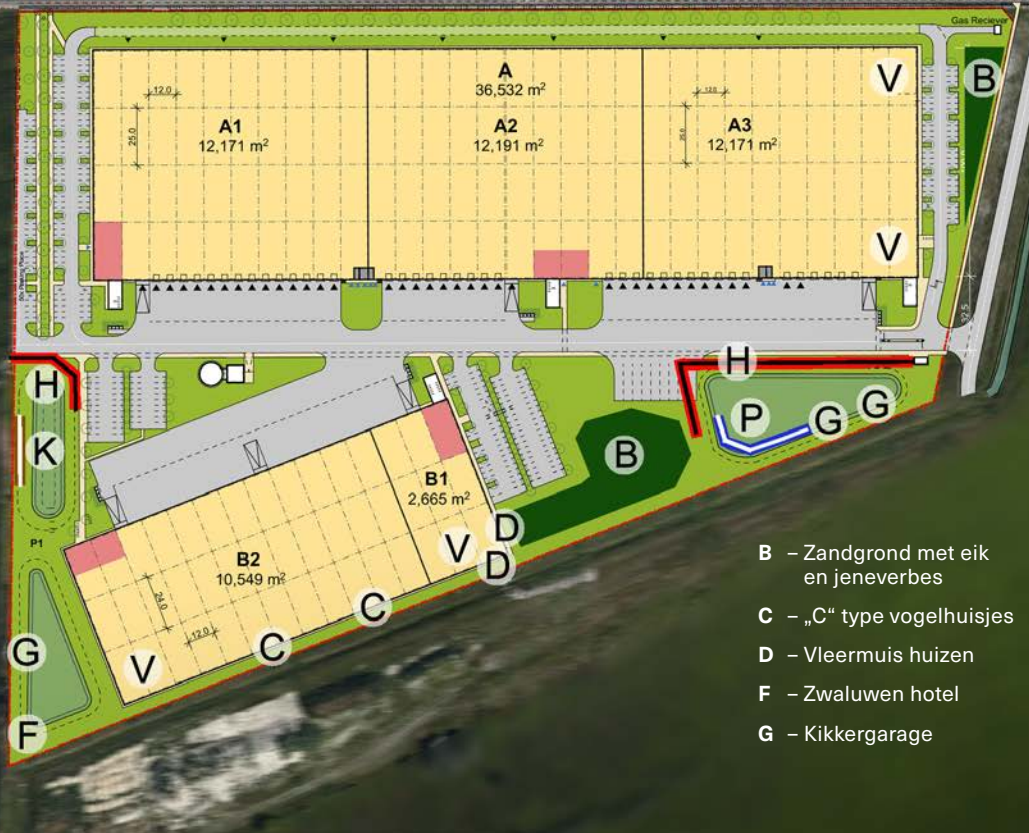 Gas Reciever
V
B
12.0
A
36,532 m²
12.0
25.0
A1
12,171 m²
A2
12,191 m²
25.0
A3
12,171 m²
V
32.5
H
H
K
P
G
G
B
B1
2,665 m²
P1
D
V
D
B2
10,549 m²
24.0
12.0
C
C
G
V
F
B – Zandgrond met eik
en jeneverbes
C – „C“ type vogelhuisjes
D – Vleermuis huizen
F – Zwaluwen hotel
G – Kikkergarage